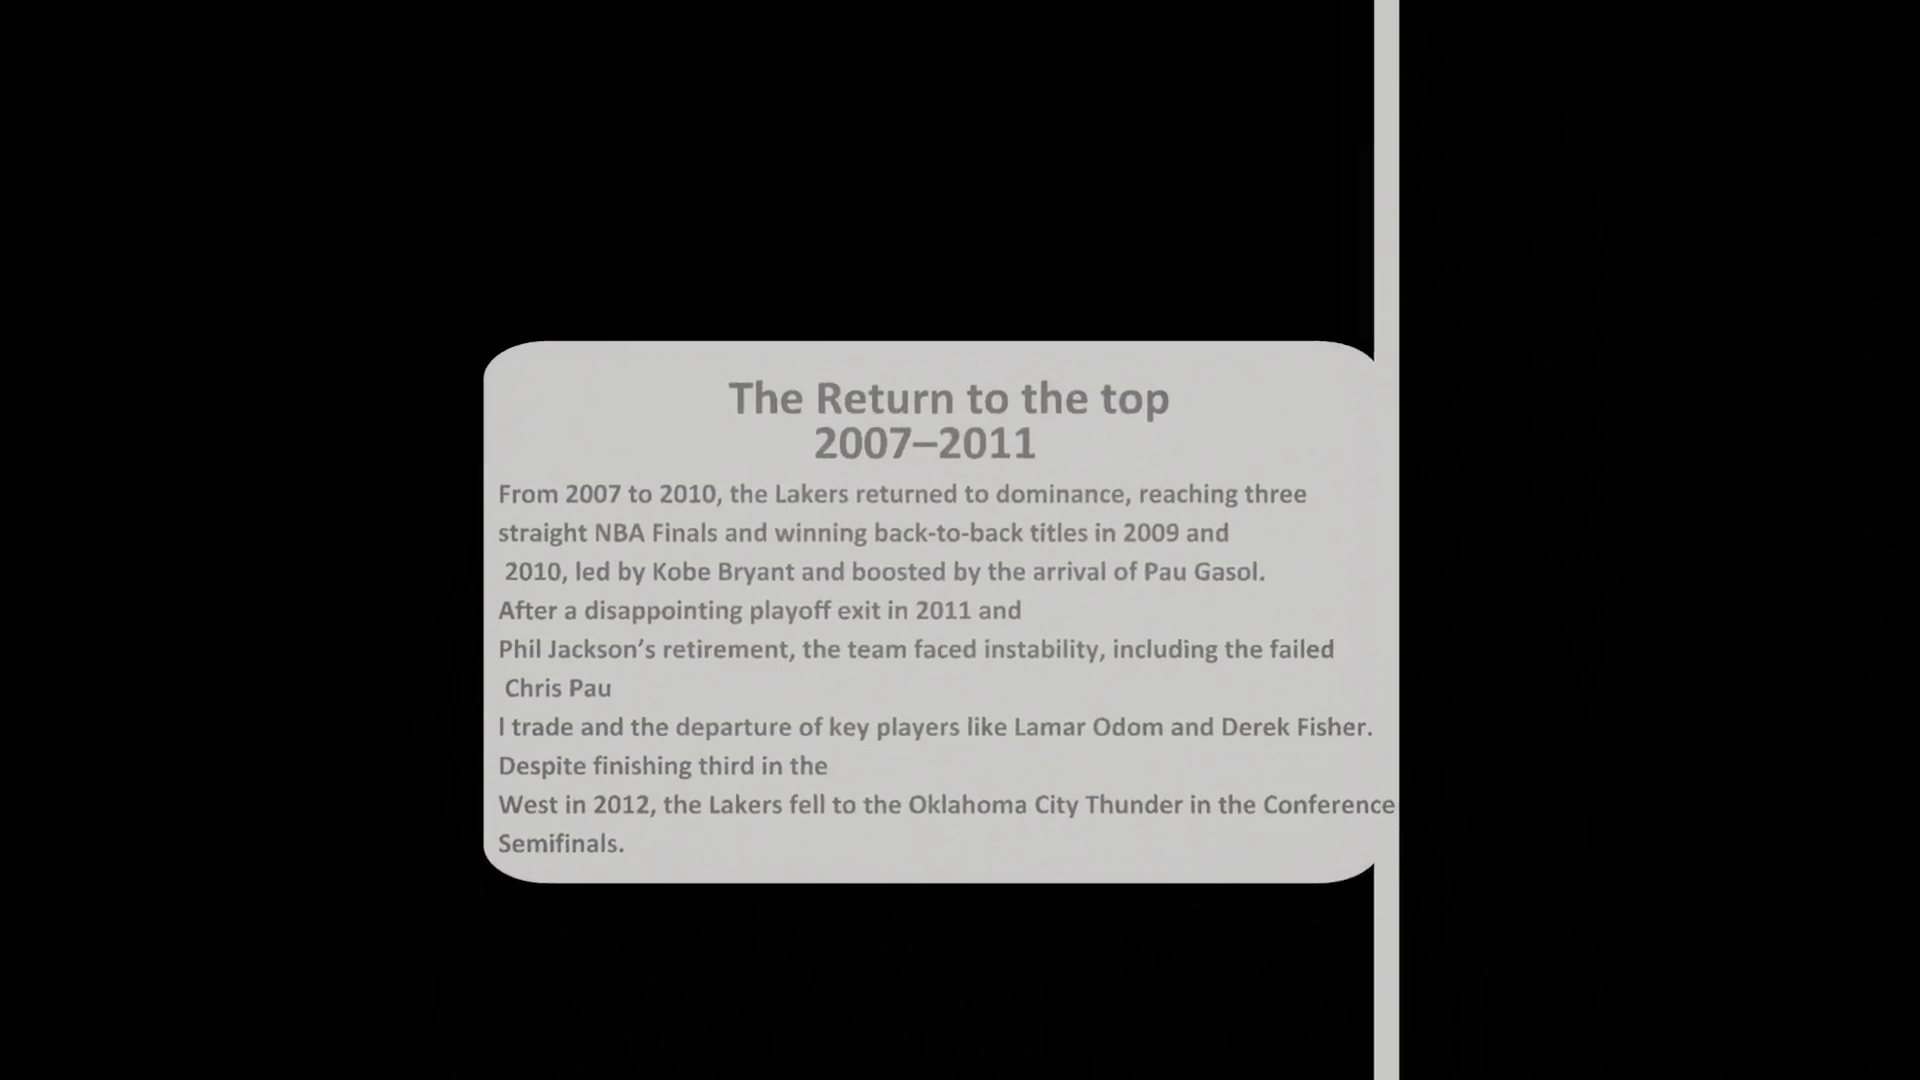 The Return to the top
2007–2011
From 2007 to 2010, the Lakers returned to dominance, reaching three
straight NBA Finals and winning back-to-back titles in 2009 and
2010, led by Kobe Bryant and boosted by the arrival of Pau Gasol.
After a disappointing playoff exit in 2011 and
Phil Jackson’s retirement, the team faced instability, including the failed
Chris Pau
l trade and the departure of key players like Lamar Odom and Derek Fisher.
Despite finishing third in the
West in 2012, the Lakers fell to the Oklahoma City Thunder in the Conference
Semifinals.